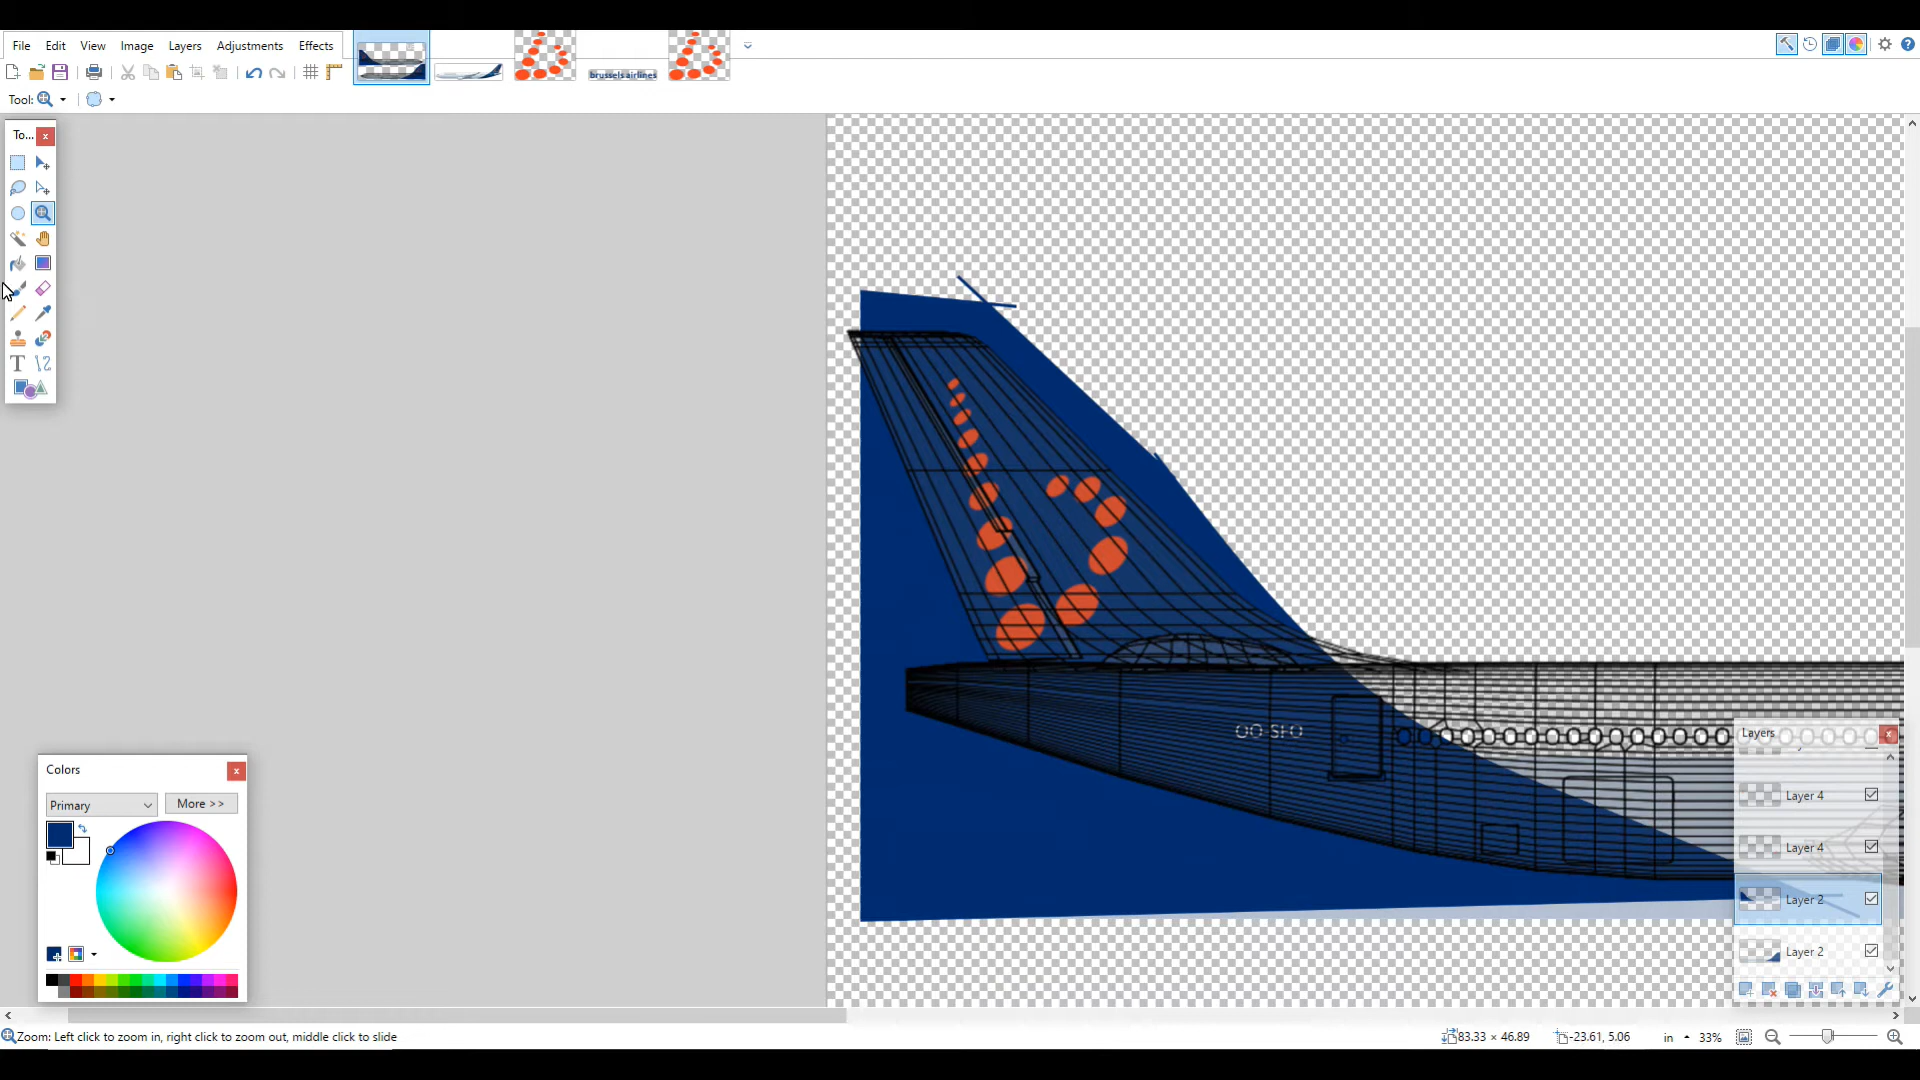 File Edit View Image Layers Adjustments Effects
brussels airlines
Tool:
To...
OO-SFO
Colors
Primary More >>
Layers
Layer 4
Layer 4
Layer 2
Layer 2
Zoom: Left click to zoom in, right click to zoom out, middle click to slide
83.33 × 46.89 -23.61, 5.06 in 33%